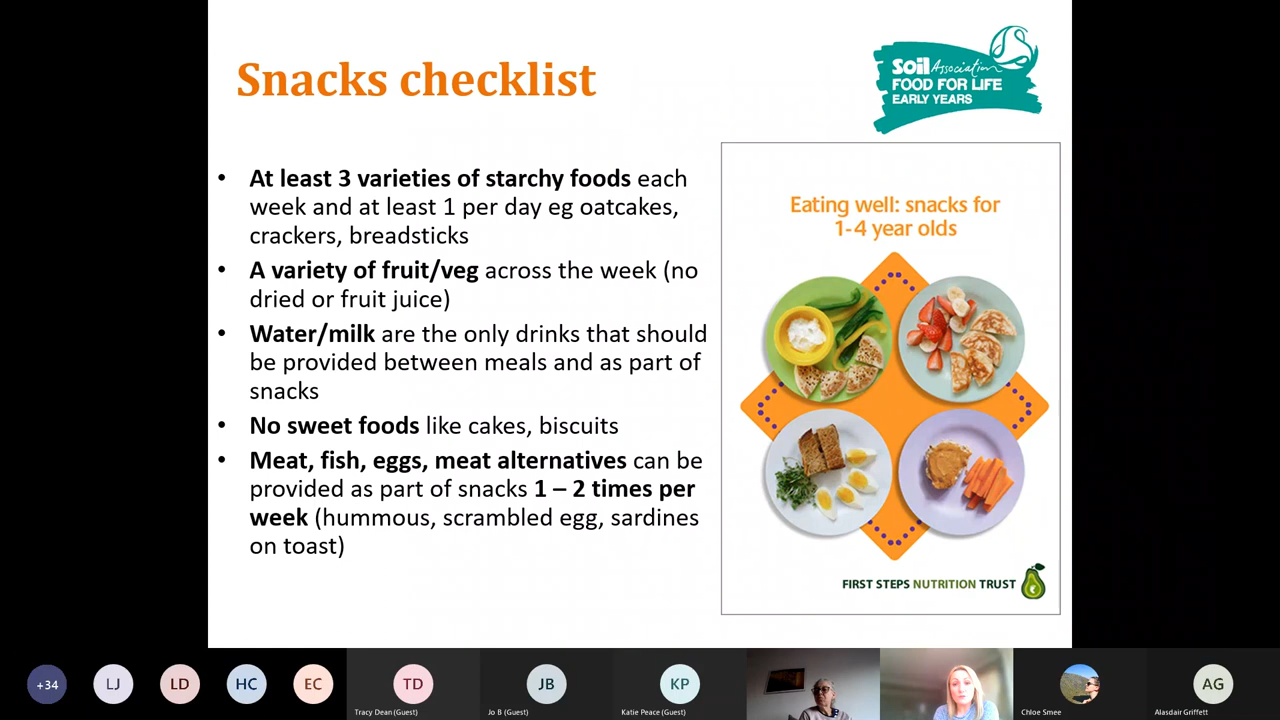 Snacks checklist
Soil Association
FOOD FOR LIFE
EARLY YEARS
• At least 3 varieties of starchy foods each
week and at least 1 per day eg oatcakes,
crackers, breadsticks
• A variety of fruit/veg across the week (no
dried or fruit juice)
• Water/milk are the only drinks that should
be provided between meals and as part of
snacks
• No sweet foods like cakes, biscuits
• Meat, fish, eggs, meat alternatives can be
provided as part of snacks 1 – 2 times per
week (hummous, scrambled egg, sardines
on toast)
Eating well: snacks for
1-4 year olds
FIRST STEPS NUTRITION TRUST
+34
LJ
LD
HC
EC
TD
JB
KP
AG
Tracy Dean (Guest)
Jo B (Guest)
Katie Peace (Guest)
Chloe Smee
Alasdair Griffett